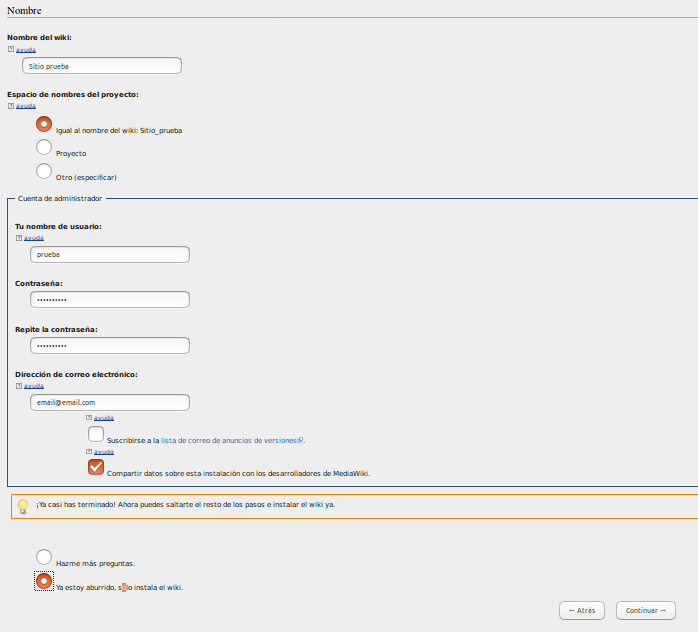 Nombre
Nombre del wiki:
ayuda
Sitio prueba
Espacio de nombres del proyecto:
ayuda
Igual al nombre del wiki: Sitio_prueba
Proyecto
Otro (especificar)
Cuenta de administrador
Tu nombre de usuario:
ayuda
prueba
Contraseña:
••••••••••
Repite la contraseña:
••••••••••
Dirección de correo electrónico:
ayuda
email@email.com
ayuda
Suscribirse a la lista de correo de anuncios de versiones.
ayuda
Compartir datos sobre esta instalación con los desarrolladores de MediaWiki.
¡Ya casi has terminado! Ahora puedes saltarte el resto de los pasos e instalar el wiki ya.
Hazme más preguntas.
Ya estoy aburrido, sólo instala el wiki.
← Atrás
Continuar →